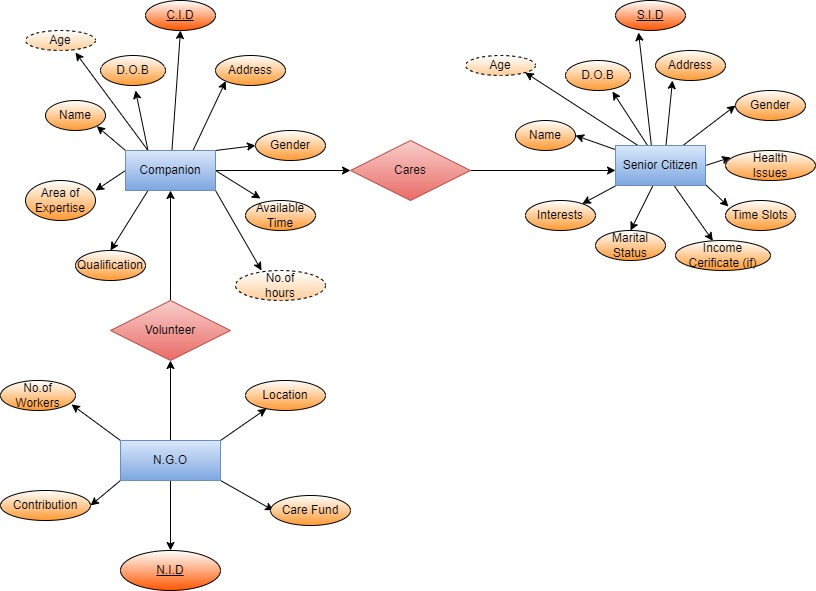 C.I.D
S.I.D
Age
D.O.B
Address
Age
D.O.B
Address
Name
Gender
Name
Gender
Companion
Cares
Senior Citizen
Health
Issues
Area of
Expertise
Available
Time
Interests
Time Slots
Marital
Status
Income
Cerificate (if)
Qualification
No.of
hours
Volunteer
No.of
Workers
Location
N.G.O
Contribution
Care Fund
N.I.D